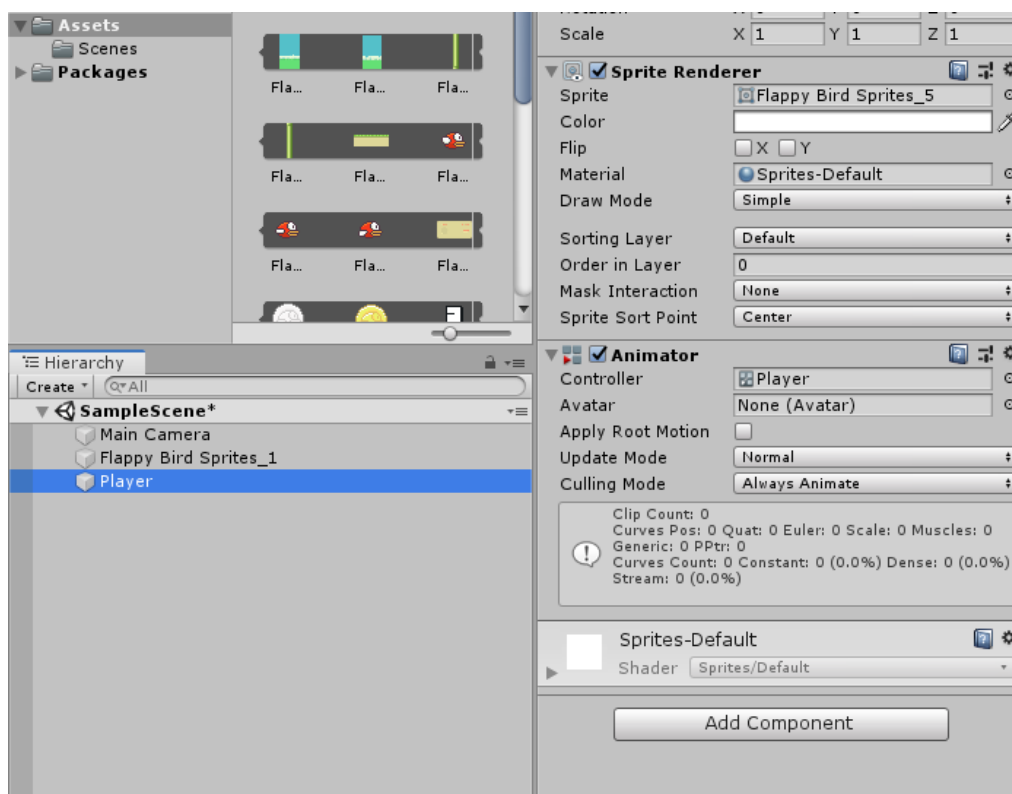 Assets
Scenes
Packages
Fla... Fla... Fla...
Fla... Fla... Fla...
Fla... Fla... Fla...
Hierarchy
Create All
SampleScene*
Main Camera
Flappy Bird Sprites_1
Player
Scale X 1 Y 1 Z 1
Sprite Renderer
Sprite Flappy Bird Sprites_5
Color
Flip X Y
Material Sprites-Default
Draw Mode Simple
Sorting Layer Default
Order in Layer 0
Mask Interaction None
Sprite Sort Point Center
Animator
Controller Player
Avatar None (Avatar)
Apply Root Motion
Update Mode Normal
Culling Mode Always Animate
Clip Count: 0
Curves Pos: 0 Quat: 0 Euler: 0 Scale: 0 Muscles: 0
Generic: 0 PPtr: 0
Curves Count: 0 Constant: 0 (0.0%) Dense: 0 (0.0%)
Stream: 0 (0.0%)
Sprites-Default
Shader Sprites/Default
Add Component